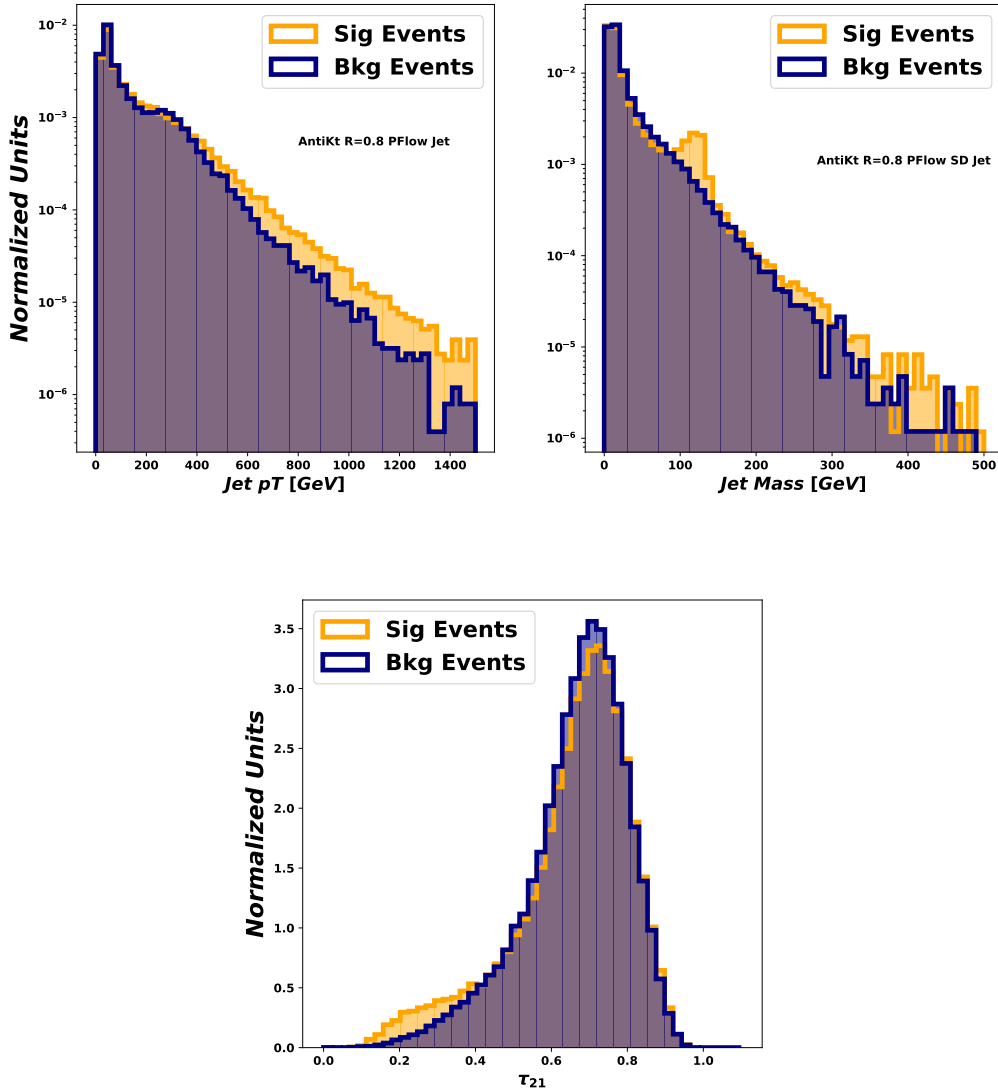 Sig Events
Bkg Events
AntiKt R=0.8 PFlow Jet
Normalized Units
10⁻²
10⁻³
10⁻⁴
10⁻⁵
10⁻⁶
0 200 400 600 800 1000 1200 1400
Jet pT [GeV]
Sig Events
Bkg Events
AntiKt R=0.8 PFlow SD Jet
10⁻²
10⁻³
10⁻⁴
10⁻⁵
10⁻⁶
0 100 200 300 400 500
Jet Mass [GeV]
Sig Events
Bkg Events
Normalized Units
3.5
3.0
2.5
2.0
1.5
1.0
0.5
0.0
0.0 0.2 0.4 0.6 0.8 1.0
τ₂₁